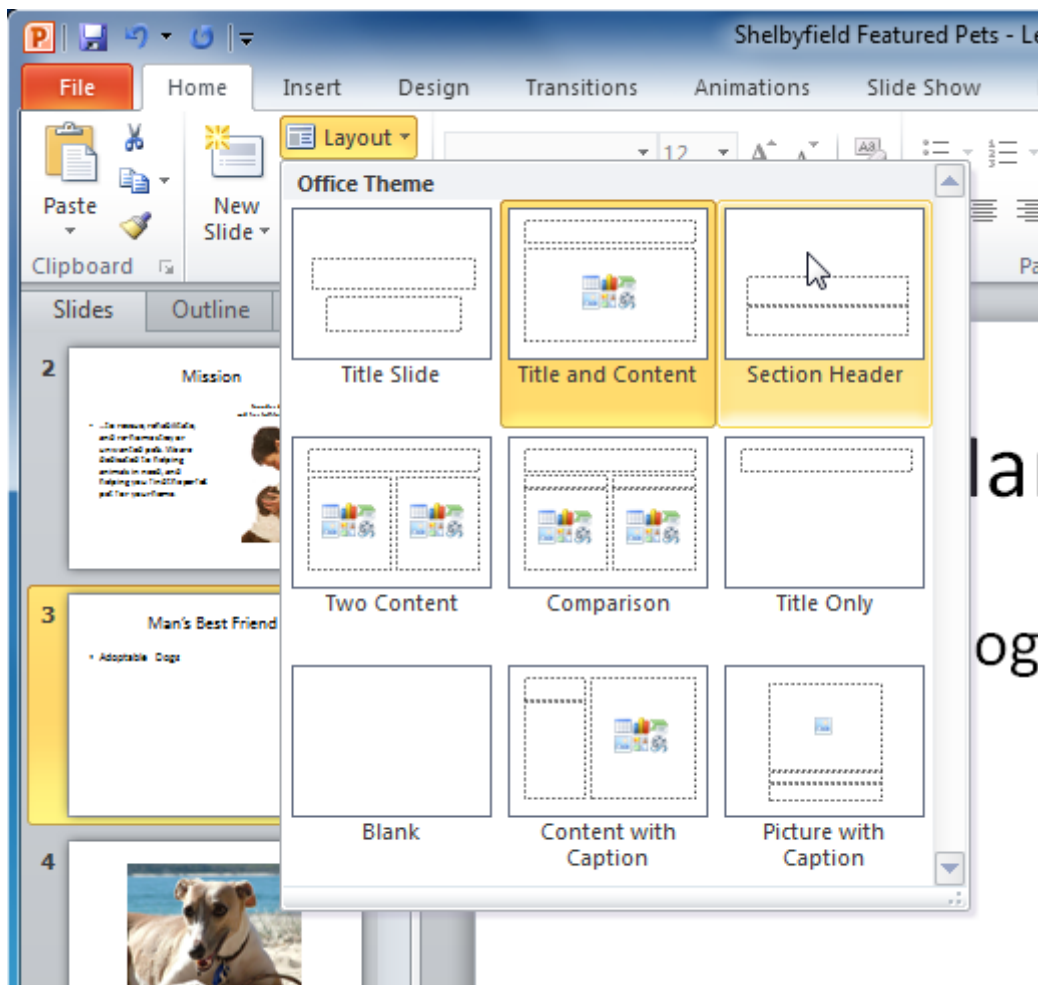 Shelbyfield Featured Pets - Le
File Home Insert Design Transitions Animations Slide Show
Layout
12
Paste
New
Slide
Clipboard
Pa
Office Theme
Title Slide Title and Content Section Header
Two Content Comparison Title Only
Blank Content with
Caption Picture with
Caption
Slides Outline
2
Mission
3
Man's Best Friend
• Adoptable Dogs
4
lar
og